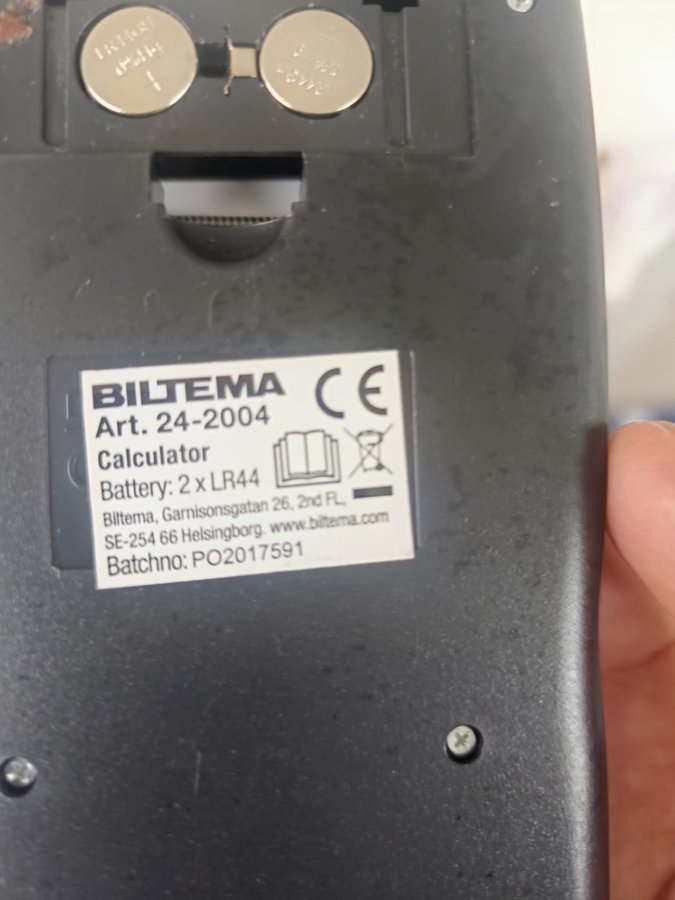 BILTEMA
Art. 24-2004
Calculator
Battery: 2 x LR44
Biltema, Garnisonsgatan 26, 2nd FL,
SE-254 66 Helsingborg. www.biltema.com
Batchno: PO2017591
CE